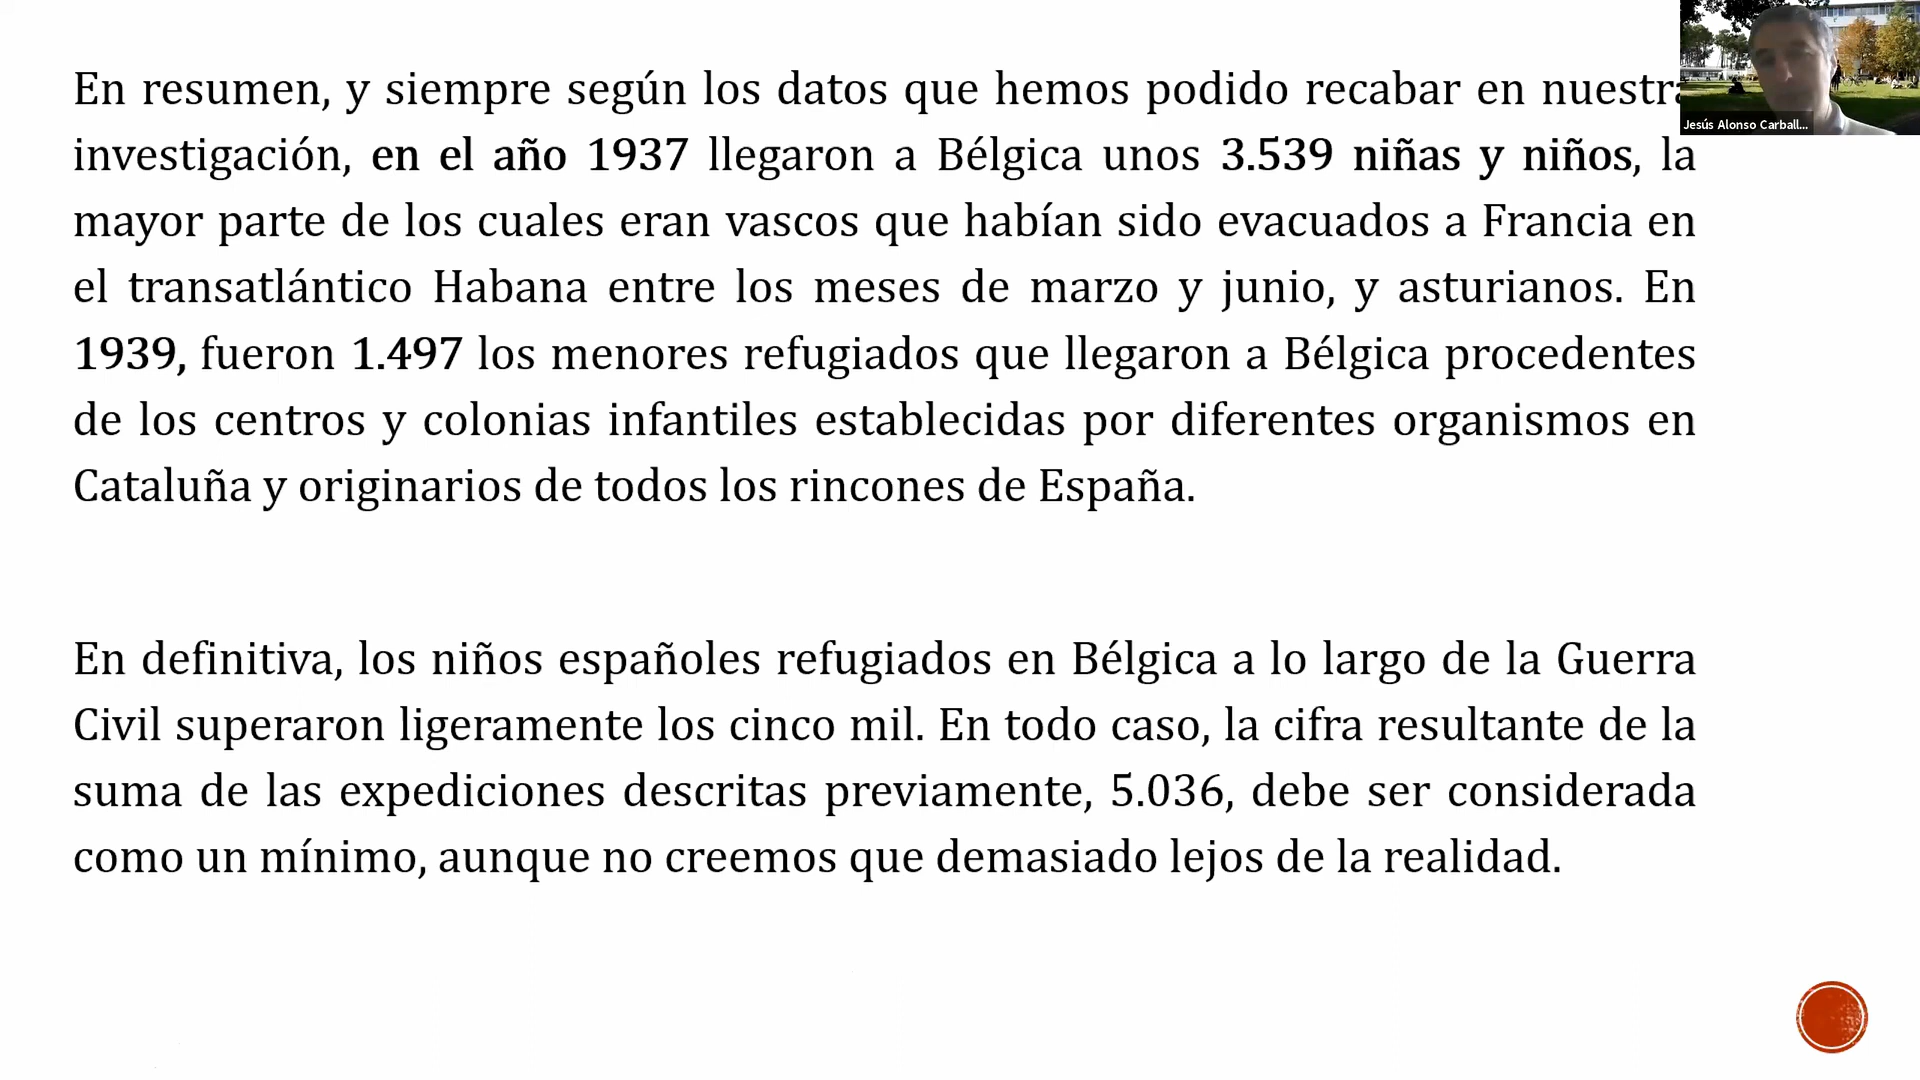 En resumen, y siempre según los datos que hemos podido recabar en nuestra
investigación, en el año 1937 llegaron a Bélgica unos 3.539 niñas y niños, la
mayor parte de los cuales eran vascos que habían sido evacuados a Francia en
el transatlántico Habana entre los meses de marzo y junio, y asturianos. En
1939, fueron 1.497 los menores refugiados que llegaron a Bélgica procedentes
de los centros y colonias infantiles establecidas por diferentes organismos en
Cataluña y originarios de todos los rincones de España.
En definitiva, los niños españoles refugiados en Bélgica a lo largo de la Guerra
Civil superaron ligeramente los cinco mil. En todo caso, la cifra resultante de la
suma de las expediciones descritas previamente, 5.036, debe ser considerada
como un mínimo, aunque no creemos que demasiado lejos de la realidad.
Jesús Alonso Carball...